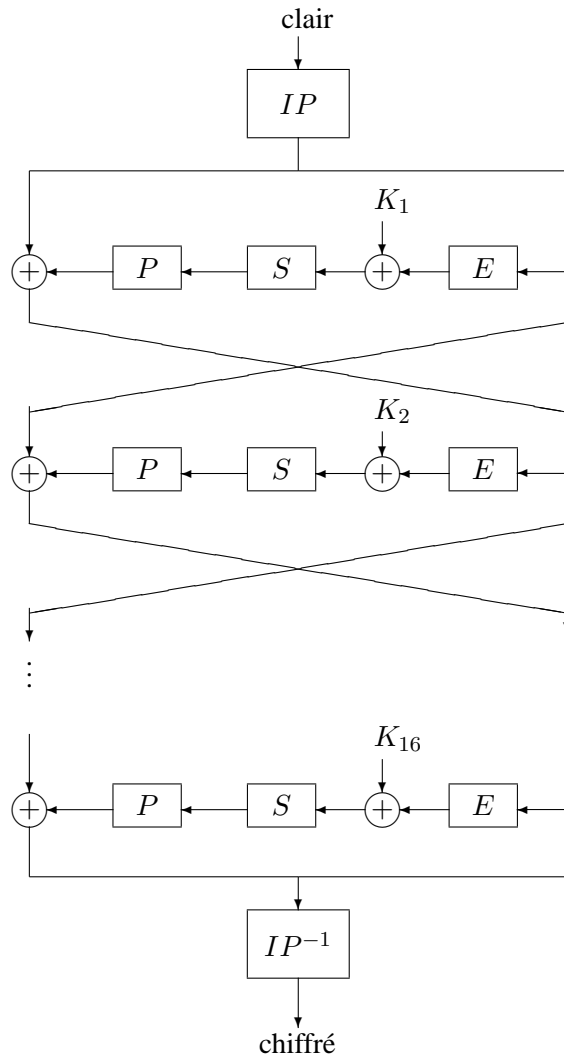 clair
IP
K₁
+ P S + E
K₂
+ P S + E
⋮
K₁₆
+ P S + E
IP⁻¹
chiffré